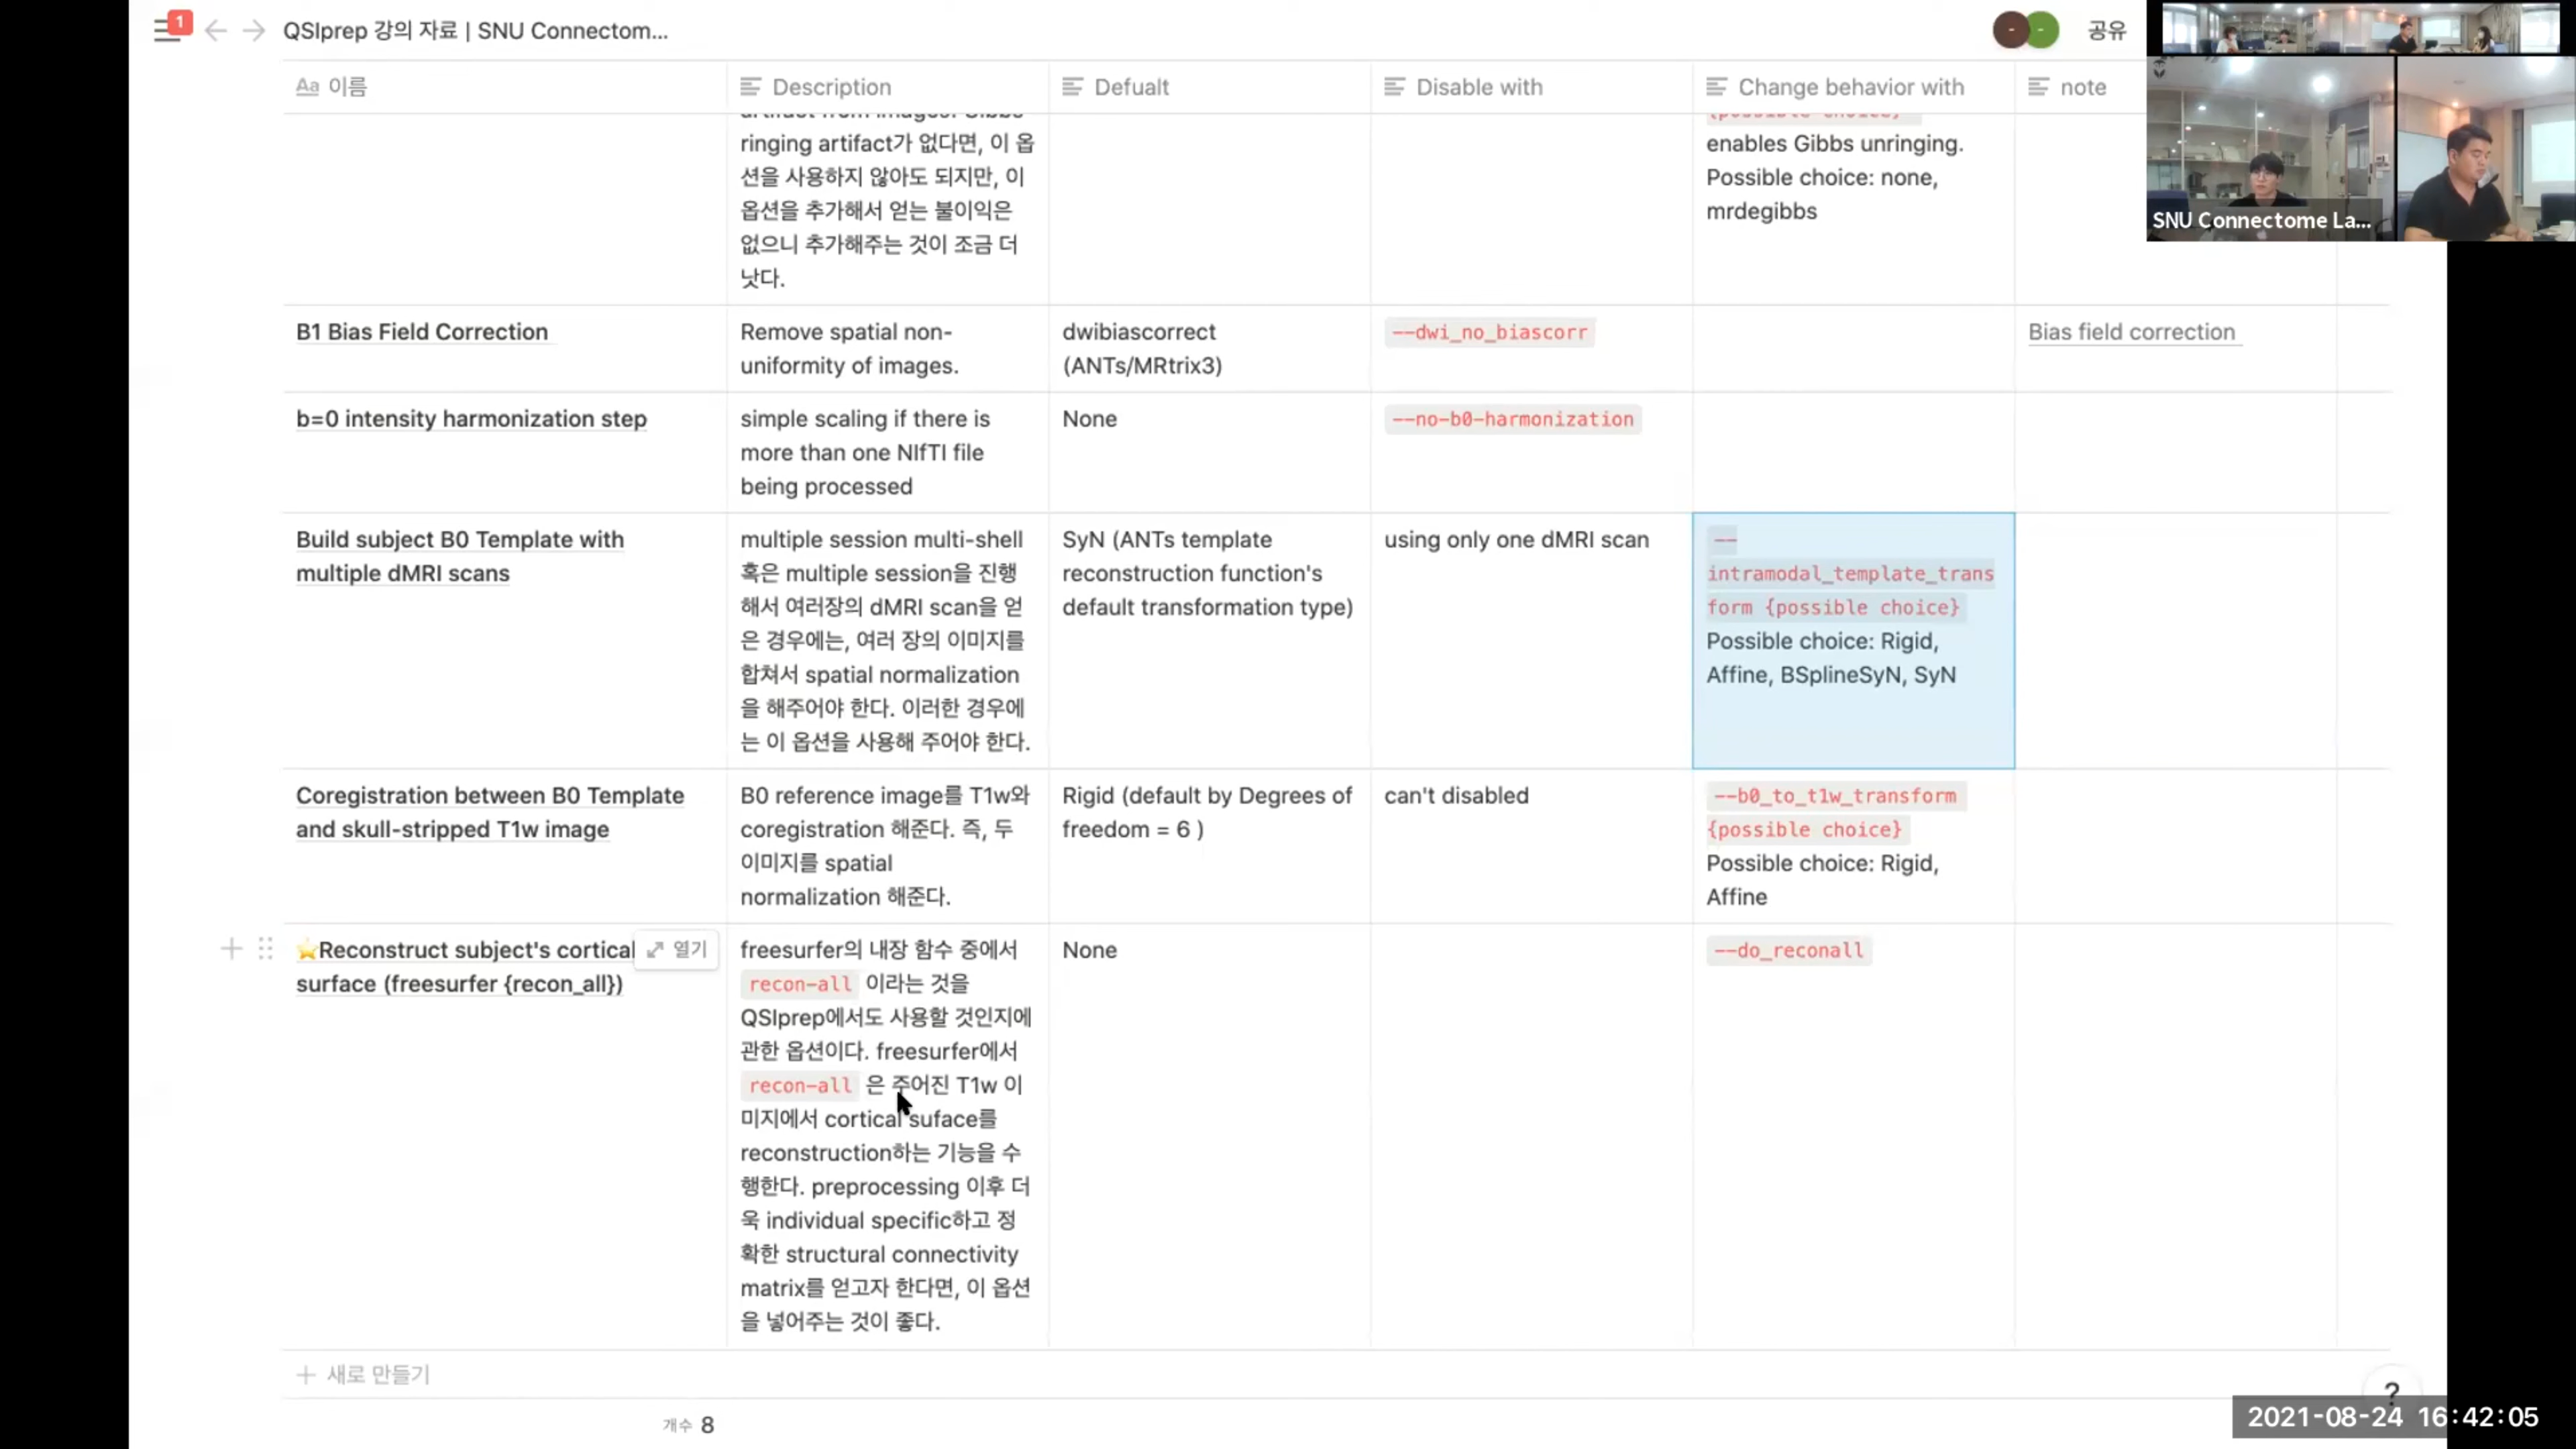 1
QSIprep 강의 자료 | SNU Connectom...
공유
Aa 이름
Description
Defualt
Disable with
Change behavior with
note
artifact from images. Gibbs
ringing artifact가 없다면, 이 옵
션을 사용하지 않아도 되지만, 이
옵션을 추가해서 얻는 불이익은
없으니 추가해주는 것이 조금 더
낫다.
{possible choice}
enables Gibbs unringing.
Possible choice: none,
mrdegibbs
SNU Connectome La...
B1 Bias Field Correction
Remove spatial non-
uniformity of images.
dwibiascorrect
(ANTs/MRtrix3)
--dwi_no_biascorr
Bias field correction
b=0 intensity harmonization step
simple scaling if there is
more than one NIfTI file
being processed
None
--no-b0-harmonization
Build subject B0 Template with
multiple dMRI scans
multiple session multi-shell
혹은 multiple session을 진행
해서 여러장의 dMRI scan을 얻
은 경우에는, 여러 장의 이미지를
합쳐서 spatial normalization
을 해주어야 한다. 이러한 경우에
는 이 옵션을 사용해 주어야 한다.
SyN (ANTs template
reconstruction function's
default transformation type)
using only one dMRI scan
--
intramodal_template_trans
form {possible choice}
Possible choice: Rigid,
Affine, BSplineSyN, SyN
Coregistration between B0 Template
and skull-stripped T1w image
B0 reference image를 T1w와
coregistration 해준다. 즉, 두
이미지를 spatial
normalization 해준다.
Rigid (default by Degrees of
freedom = 6 )
can't disabled
--b0_to_t1w_transform
{possible choice}
Possible choice: Rigid,
Affine
⭐Reconstruct subject's cortical
surface (freesurfer {recon_all})
열기
freesurfer의 내장 함수 중에서
recon-all 이라는 것을
QSIprep에서도 사용할 것인지에
관한 옵션이다. freesurfer에서
recon-all 은 주어진 T1w 이
미지에서 cortical suface를
reconstruction하는 기능을 수
행한다. preprocessing 이후 더
욱 individual specific하고 정
확한 structural connectivity
matrix를 얻고자 한다면, 이 옵션
을 넣어주는 것이 좋다.
None
--do_reconall
+ 새로 만들기
개수 8
?
2021-08-24 16:42:05